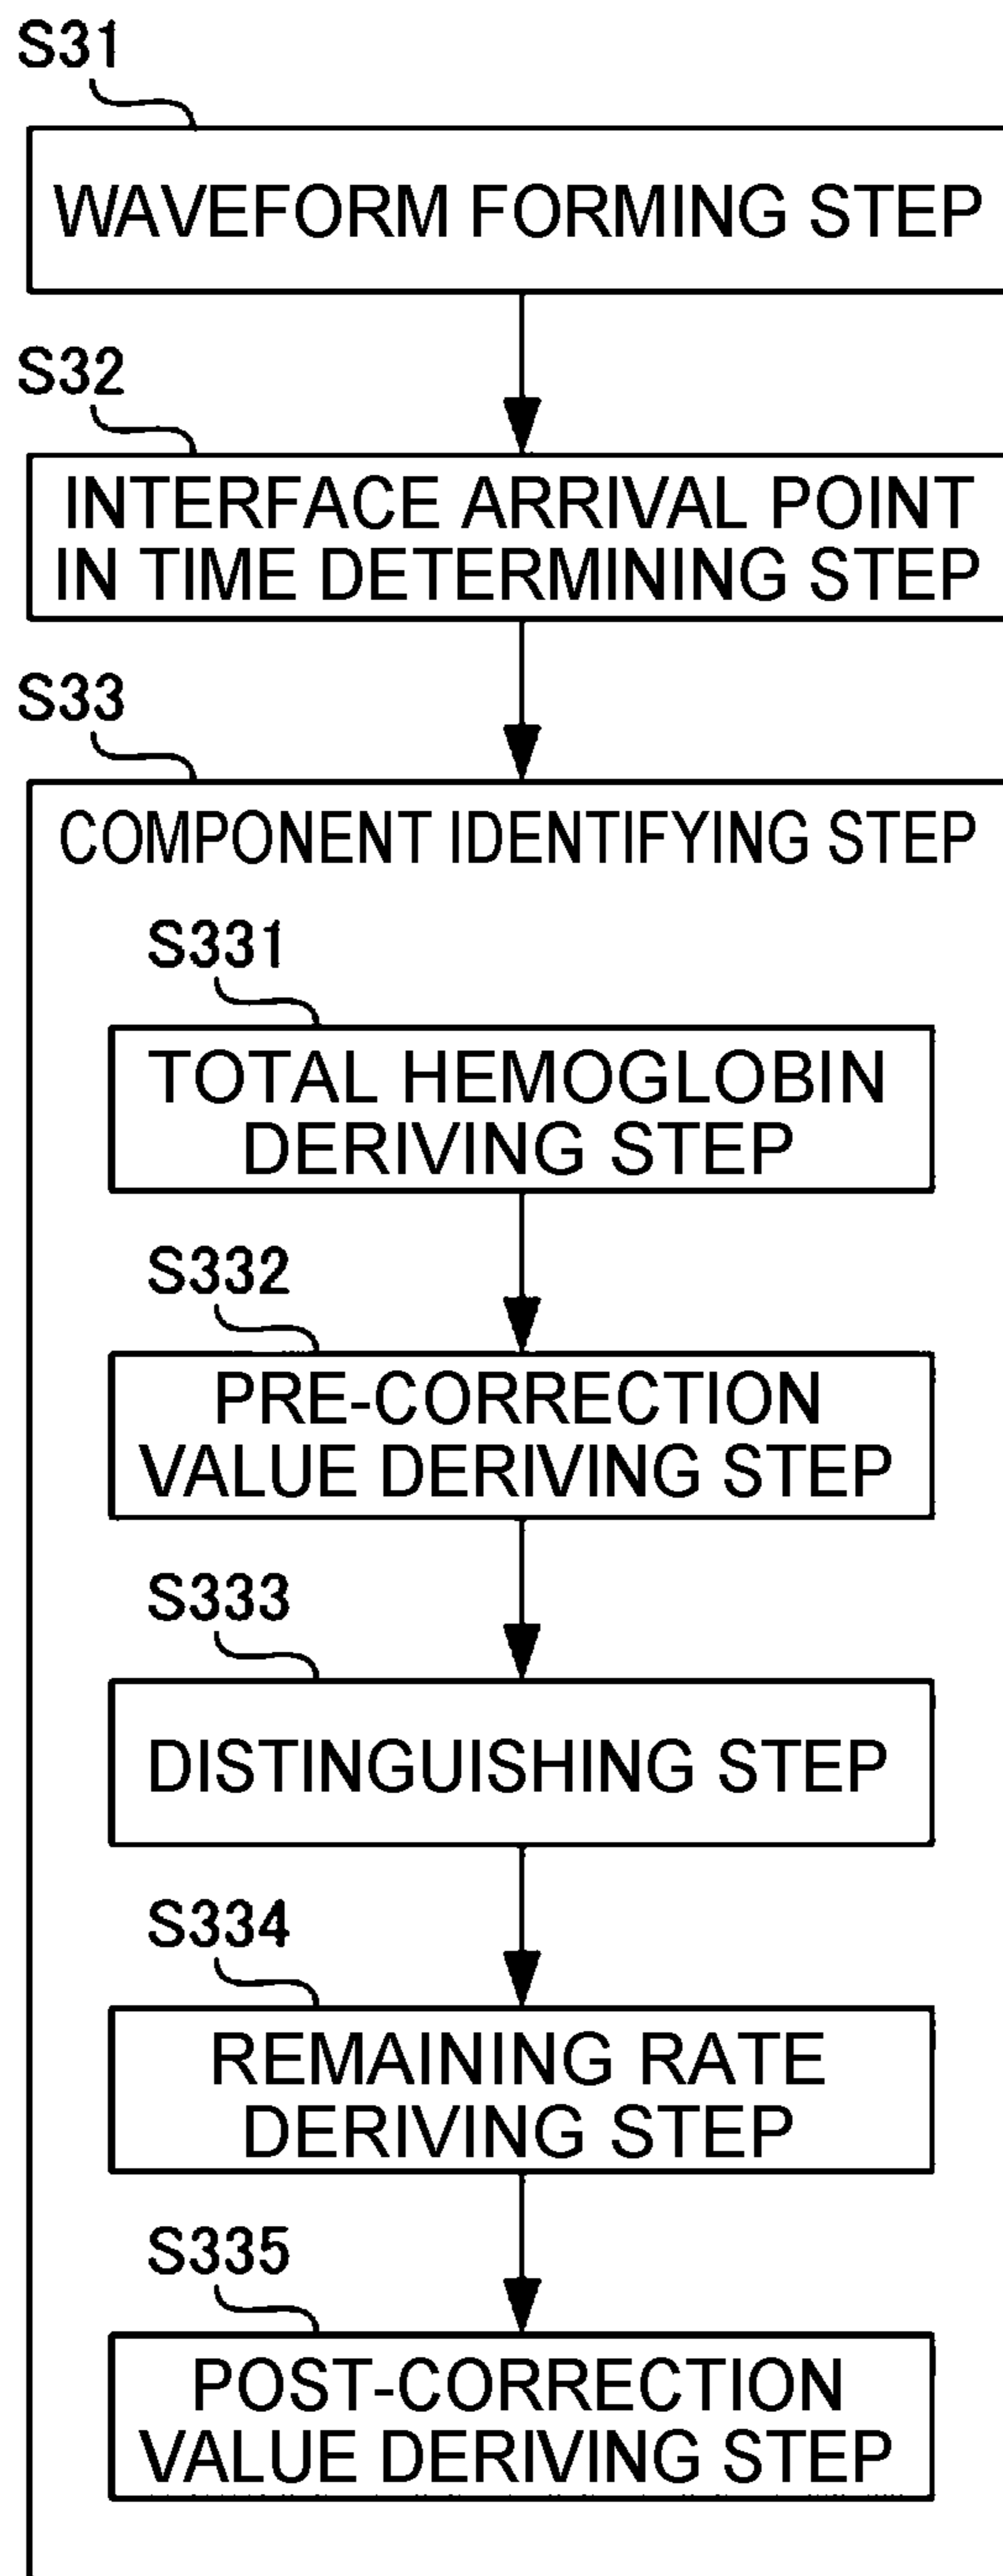 S31
WAVEFORM FORMING STEP
S32
INTERFACE ARRIVAL POINT
IN TIME DETERMINING STEP
S33
COMPONENT IDENTIFYING STEP
S331
TOTAL HEMOGLOBIN
DERIVING STEP
S332
PRE-CORRECTION
VALUE DERIVING STEP
S333
DISTINGUISHING STEP
S334
REMAINING RATE
DERIVING STEP
S335
POST-CORRECTION
VALUE DERIVING STEP